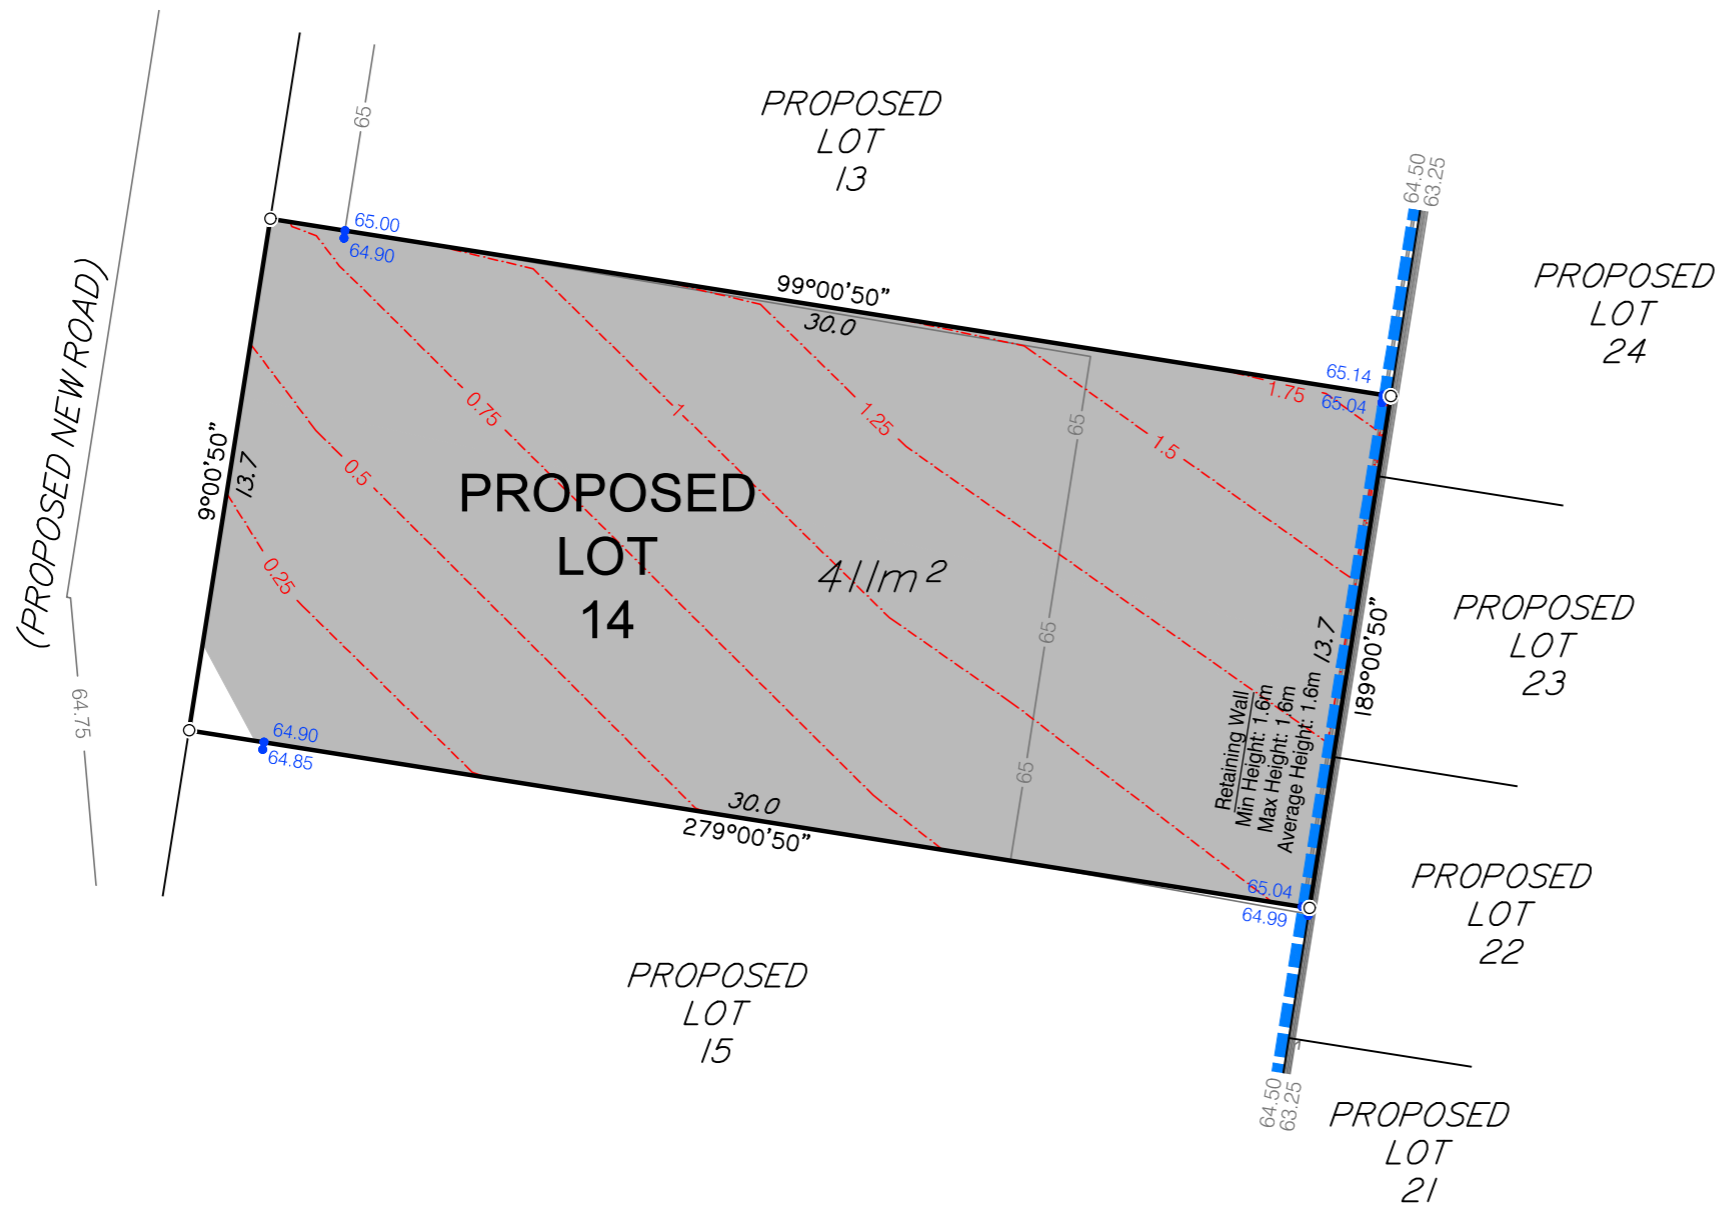 PROPOSED
LOT
13
65
64.50
63.25
65.00
64.90
99°00'50"
30.0
PROPOSED
LOT
24
65.14
65.04
1.75
(PROPOSED NEW ROAD)
9°00'50"
13.7
0.75
1
1.25
65
1.5
0.5
PROPOSED
LOT
14
411m²
0.25
65
PROPOSED
LOT
23
13.7
189°00'50"
64.75
64.90
64.85
65
Retaining Wall
Min Height: 1.6m
Max Height: 1.6m
Average Height: 1.6m
30.0
279°00'50"
65.04
64.99
PROPOSED
LOT
22
PROPOSED
LOT
15
64.50
63.25
PROPOSED
LOT
21